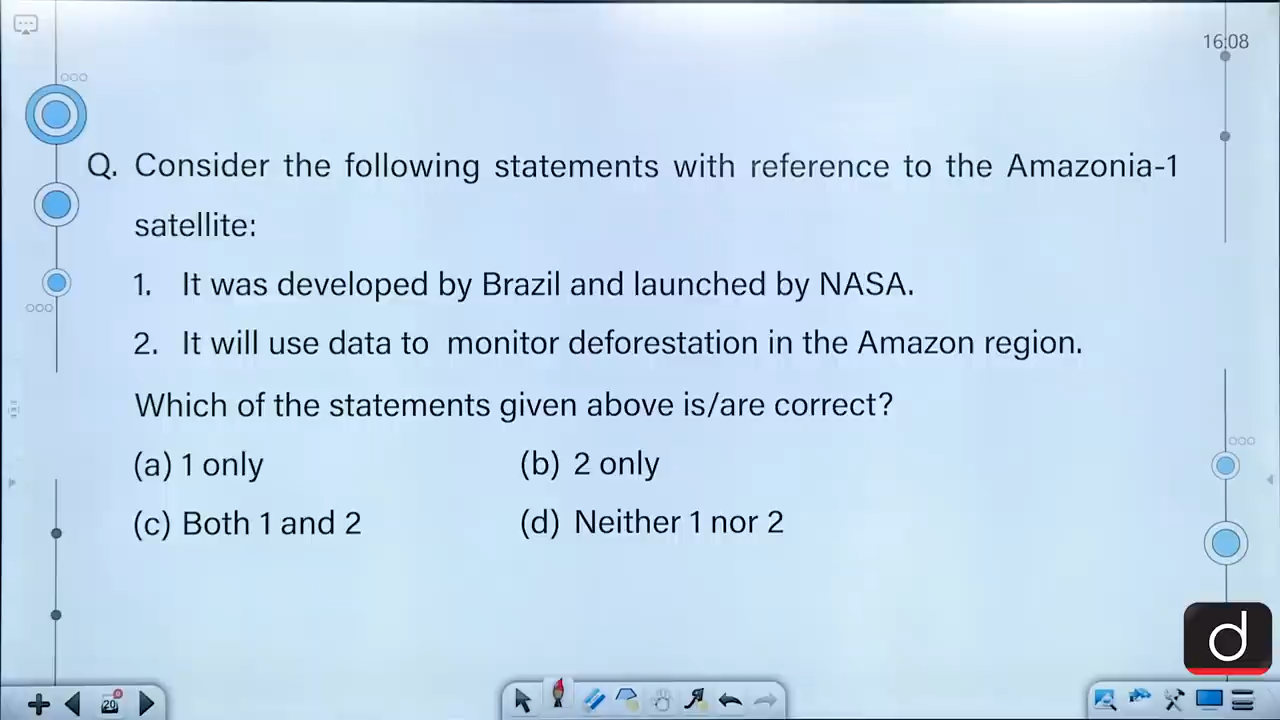 16:08
Q. Consider the following statements with reference to the Amazonia-1
satellite:
1. It was developed by Brazil and launched by NASA.
2. It will use data to monitor deforestation in the Amazon region.
Which of the statements given above is/are correct?
(a) 1 only
(b) 2 only
(c) Both 1 and 2
(d) Neither 1 nor 2
d
20